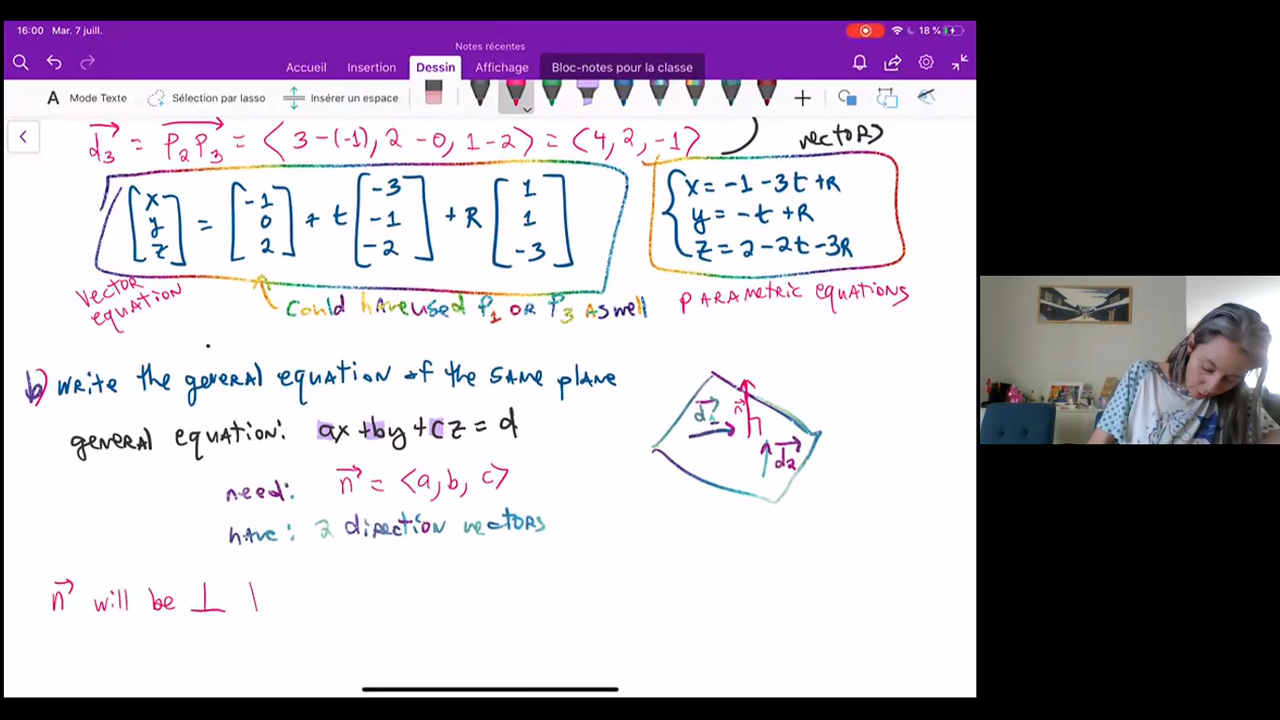 16:00 Mar. 7 juill.
18 %
Notes récentes
Accueil Insertion Dessin Affichage Bloc-notes pour la classe
A Mode Texte Sélection par lasso Insérer un espace
d₃ = P₂P₃ = ⟨3-(-1), 2-0, 1-2⟩ = ⟨4, 2, -1⟩ vectors
[x y z] = [-1 0 2] + t [-3 -1 -2] + R [1 1 -3]
x = -1 - 3t + R
y = -t + R
z = 2 - 2t - 3R
vector equation
Could have used P₁ OR P₃ As well
PARAmetric equations
b) write the general equation of the same plane
general equation: ax + by + cz = d
need: n = ⟨a, b, c⟩
have: 2 direction vectors
n
d₂
n will be ⊥